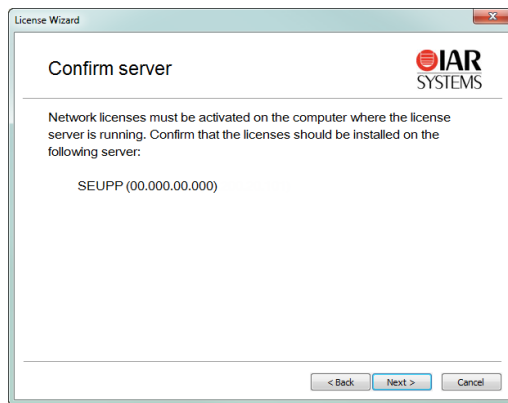 License Wizard
Confirm server
IAR
SYSTEMS
Network licenses must be activated on the computer where the license
server is running. Confirm that the licenses should be installed on the
following server:
SEUPP (00.000.00.000)
< Back Next > Cancel